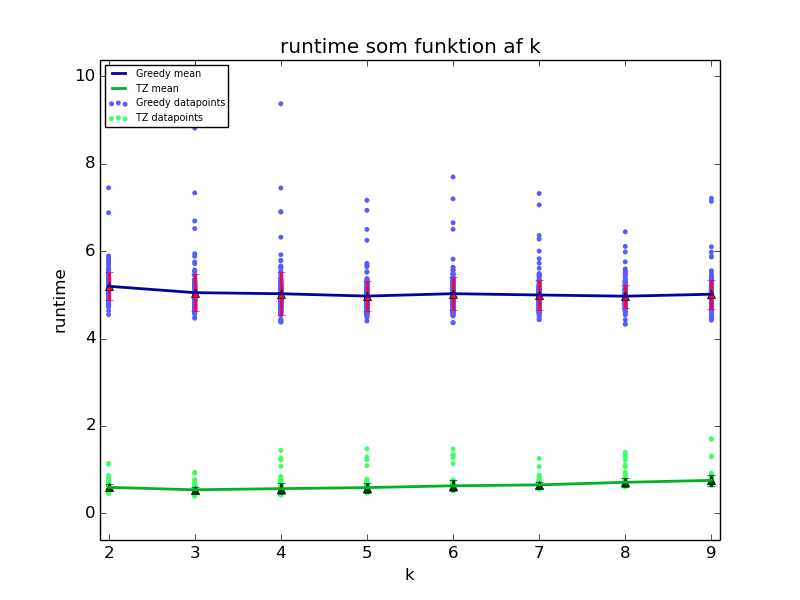 runtime som funktion af k
Greedy mean
TZ mean
Greedy datapoints
TZ datapoints
10
8
6
4
2
0
runtime
2 3 4 5 6 7 8 9
k